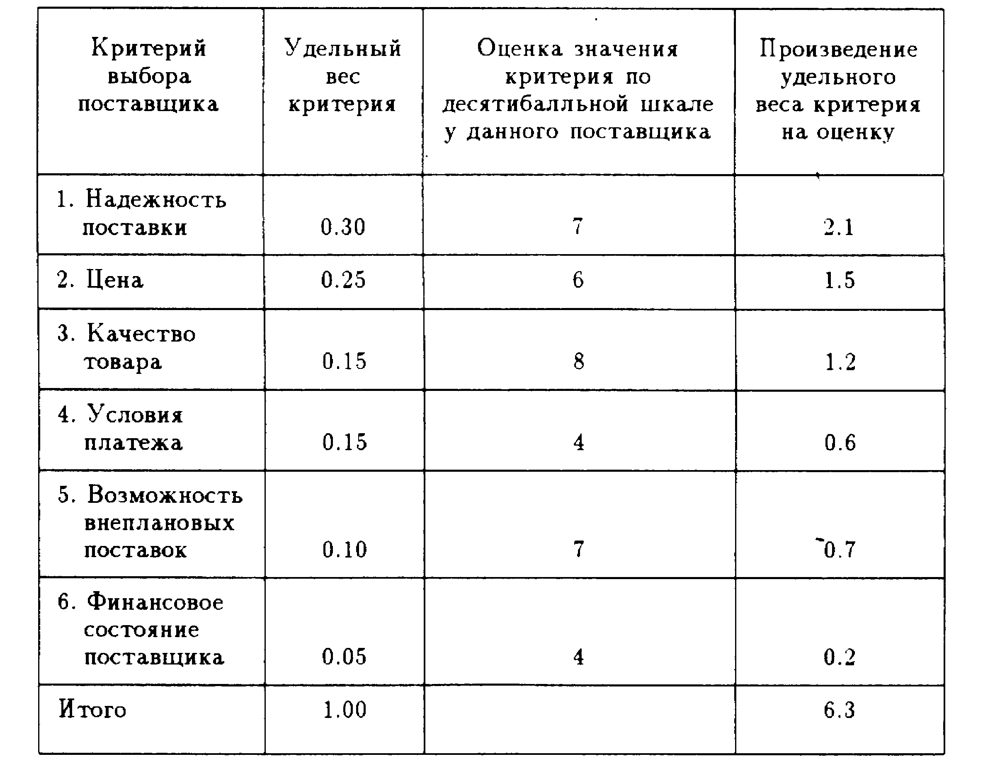 Критерий
выбора
поставщика
Удельный
вес
критерия
Оценка значения
критерия по
десятибалльной шкале
у данного поставщика
Произведение
удельного
веса критерия
на оценку
1. Надежность
поставки
0.30
7
2.1
2. Цена
0.25
6
1.5
3. Качество
товара
0.15
8
1.2
4. Условия
платежа
0.15
4
0.6
5. Возможность
внеплановых
поставок
0.10
7
0.7
6. Финансовое
состояние
поставщика
0.05
4
0.2
Итого
1.00
6.3